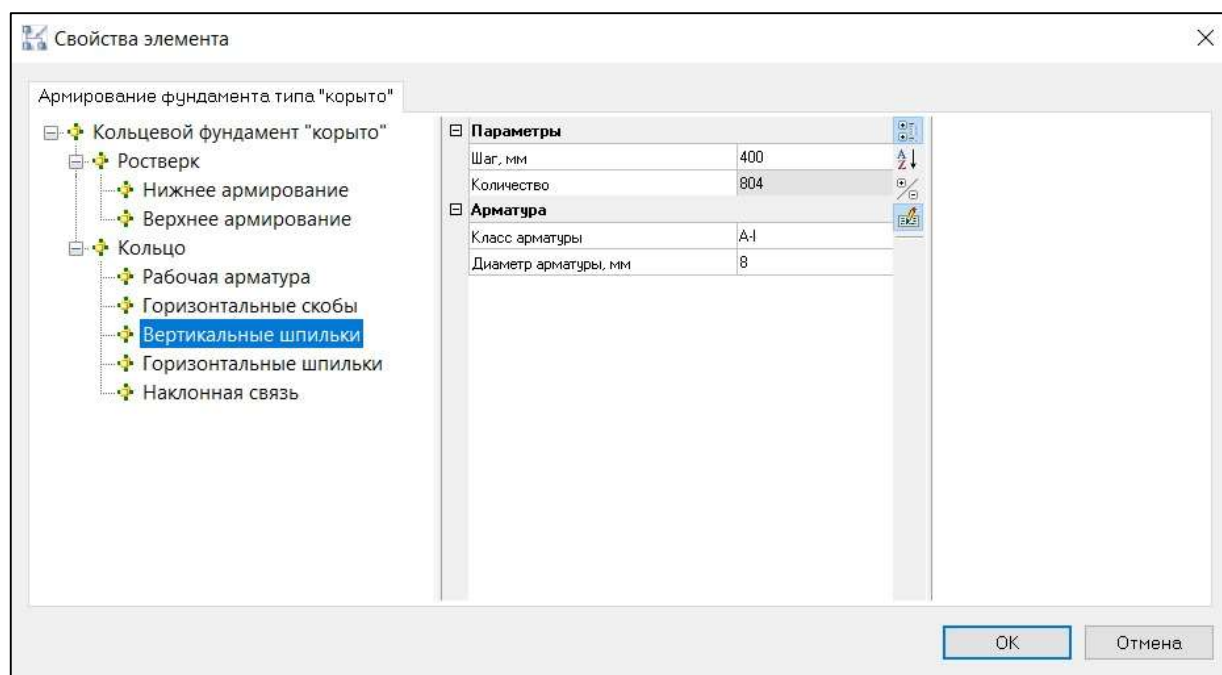 Свойства элемента
Армирование фундамента типа "корыто"
Кольцевой фундамент "корыто"
Ростверк
Нижнее армирование
Верхнее армирование
Кольцо
Рабочая арматура
Горизонтальные скобы
Вертикальные шпильки
Горизонтальные шпильки
Наклонная связь
Параметры
Шаг, мм 400
Количество 804
Арматура
Класс арматуры A-I
Диаметр арматуры, мм 8
OK Отмена